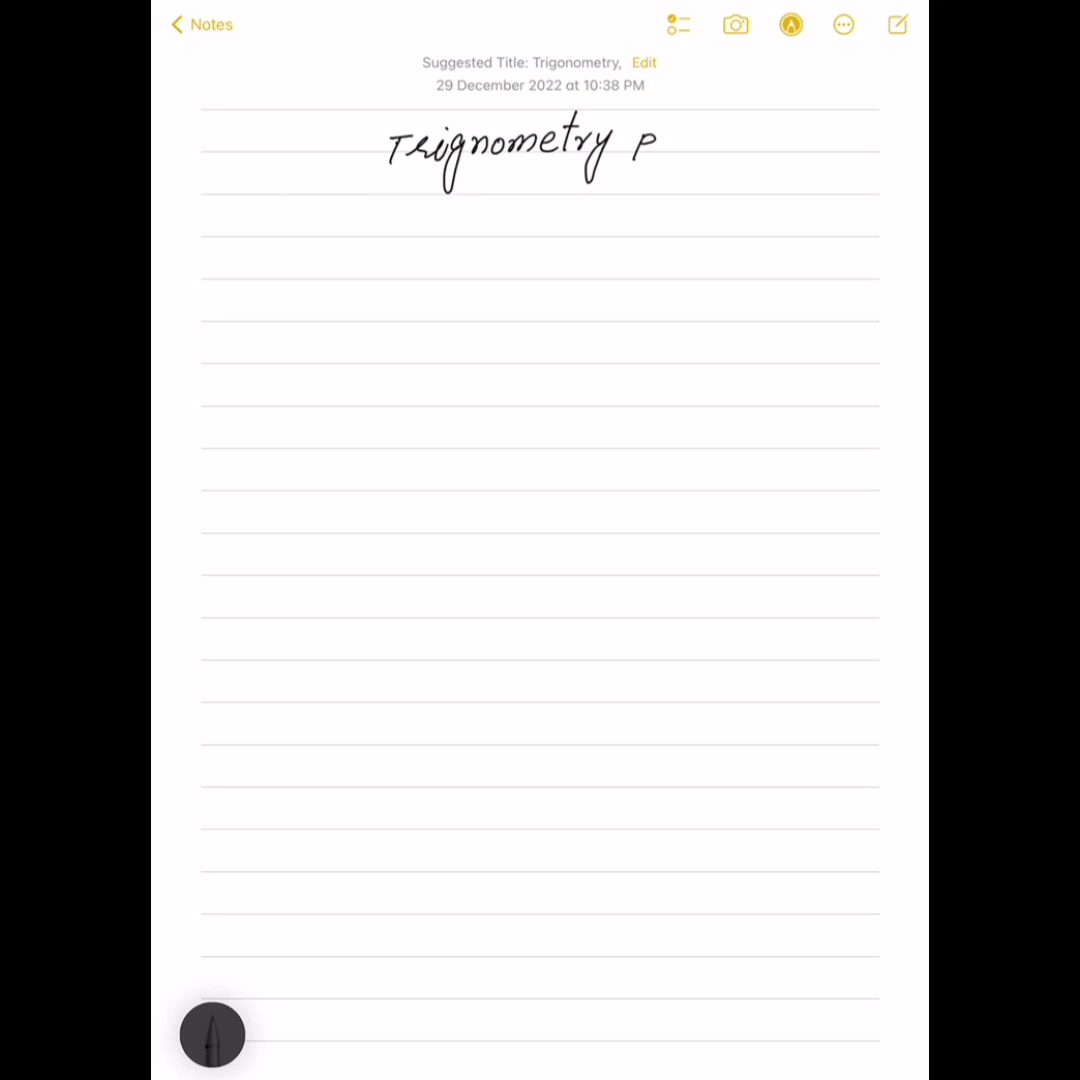 Notes
Suggested Title: Trigonometry, Edit
29 December 2022 at 10:38 PM
Trignometry P